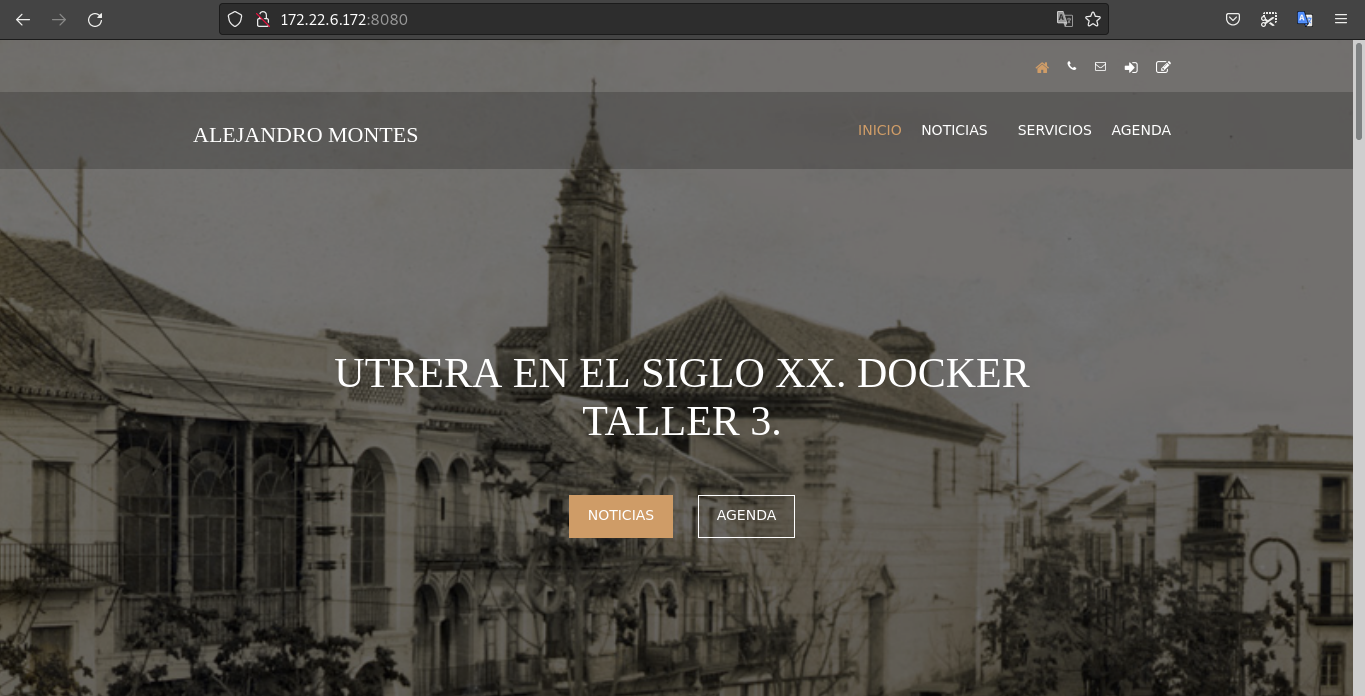 172.22.6.172:8080
ALEJANDRO MONTES
INICIO NOTICIAS SERVICIOS AGENDA
UTRERA EN EL SIGLO XX. DOCKER
TALLER 3.
NOTICIAS AGENDA